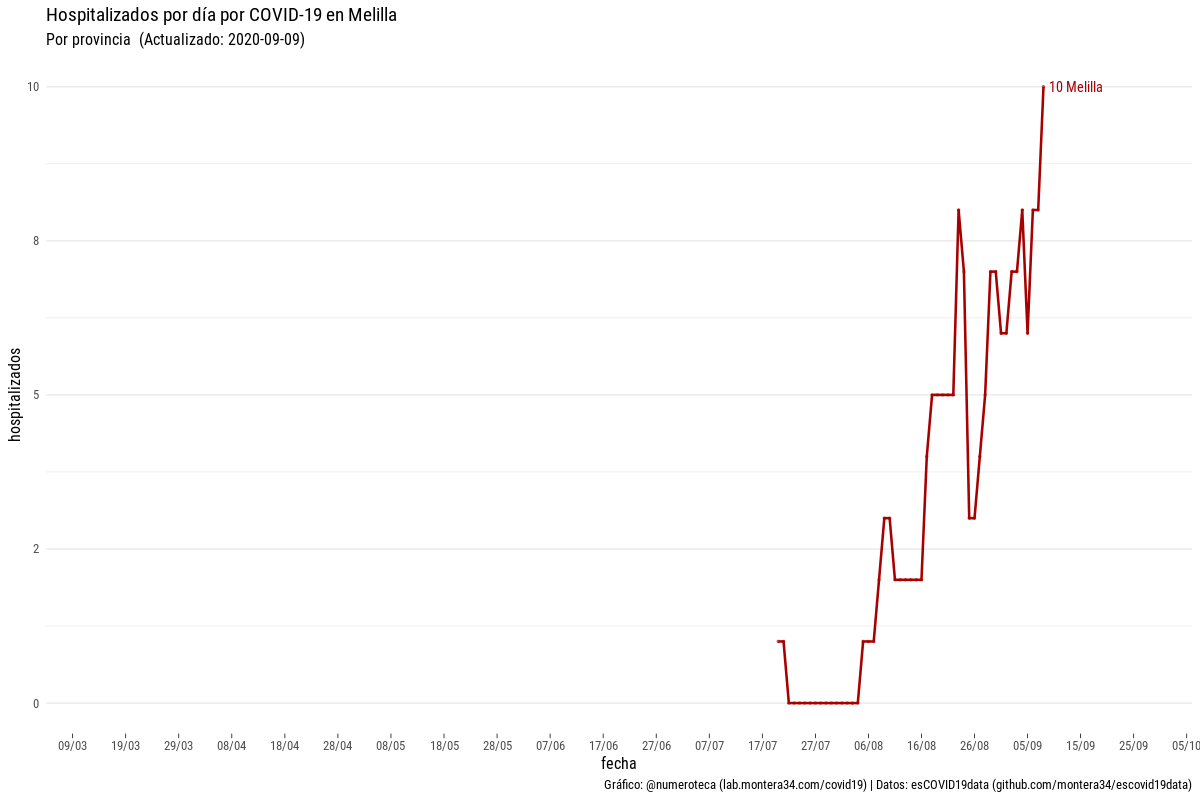 Hospitalizados por día por COVID-19 en Melilla
Por provincia (Actualizado: 2020-09-09)
10
10 Melilla
8
5
2
0
hospitalizados
09/03 19/03 29/03 08/04 18/04 28/04 08/05 18/05 28/05 07/06 17/06 27/06 07/07 17/07 27/07 06/08 16/08 26/08 05/09 15/09 25/09 05/10
fecha
Gráfico: @numeroteca (lab.montera34.com/covid19) | Datos: esCOVID19data (github.com/montera34/escovid19data)